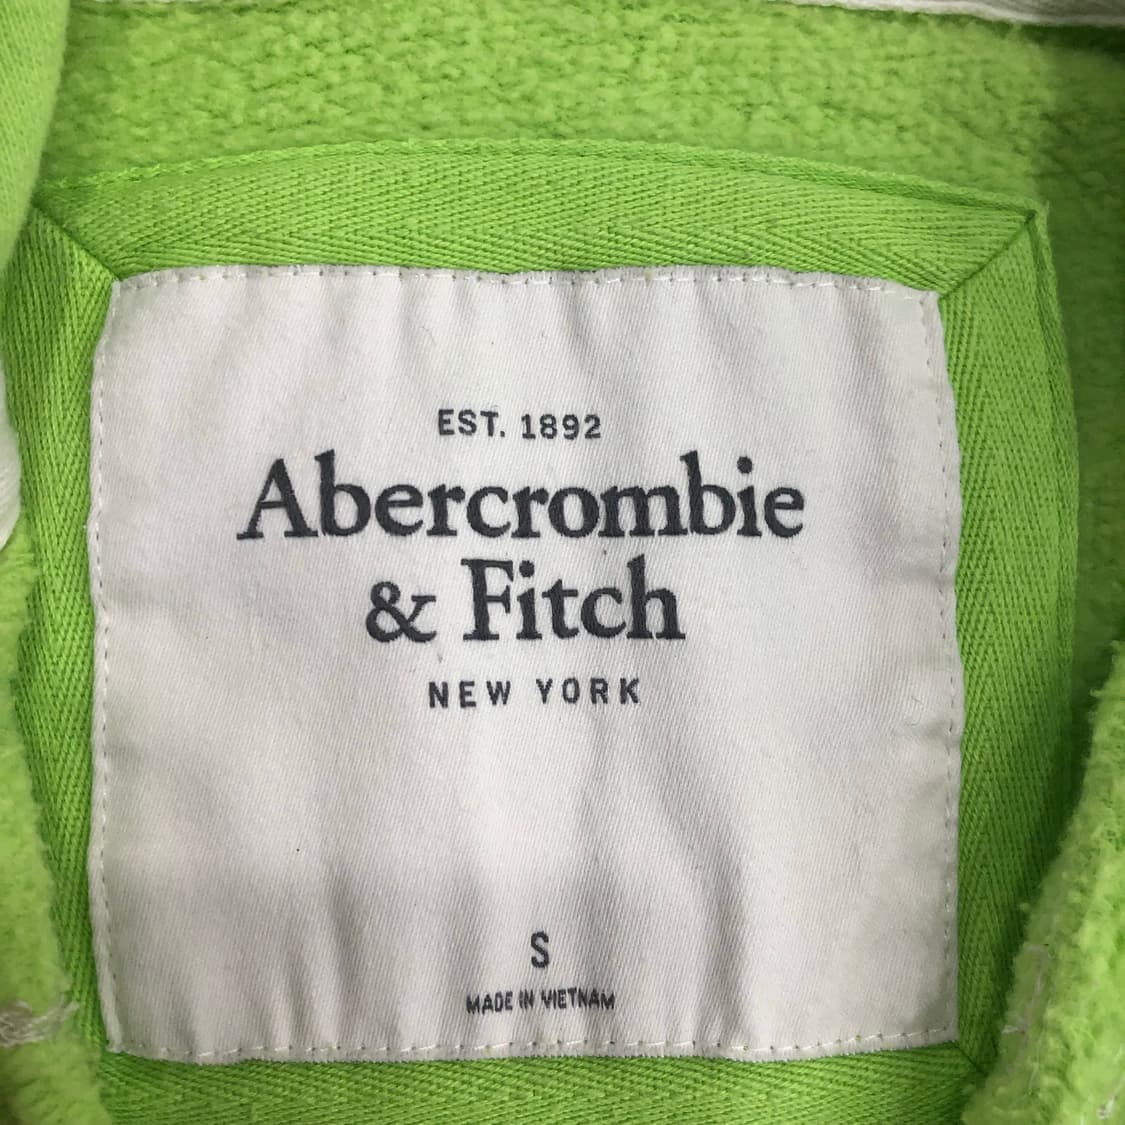 EST. 1892
Abercrombie
& Fitch
NEW YORK
S
MADE IN VIETNAM